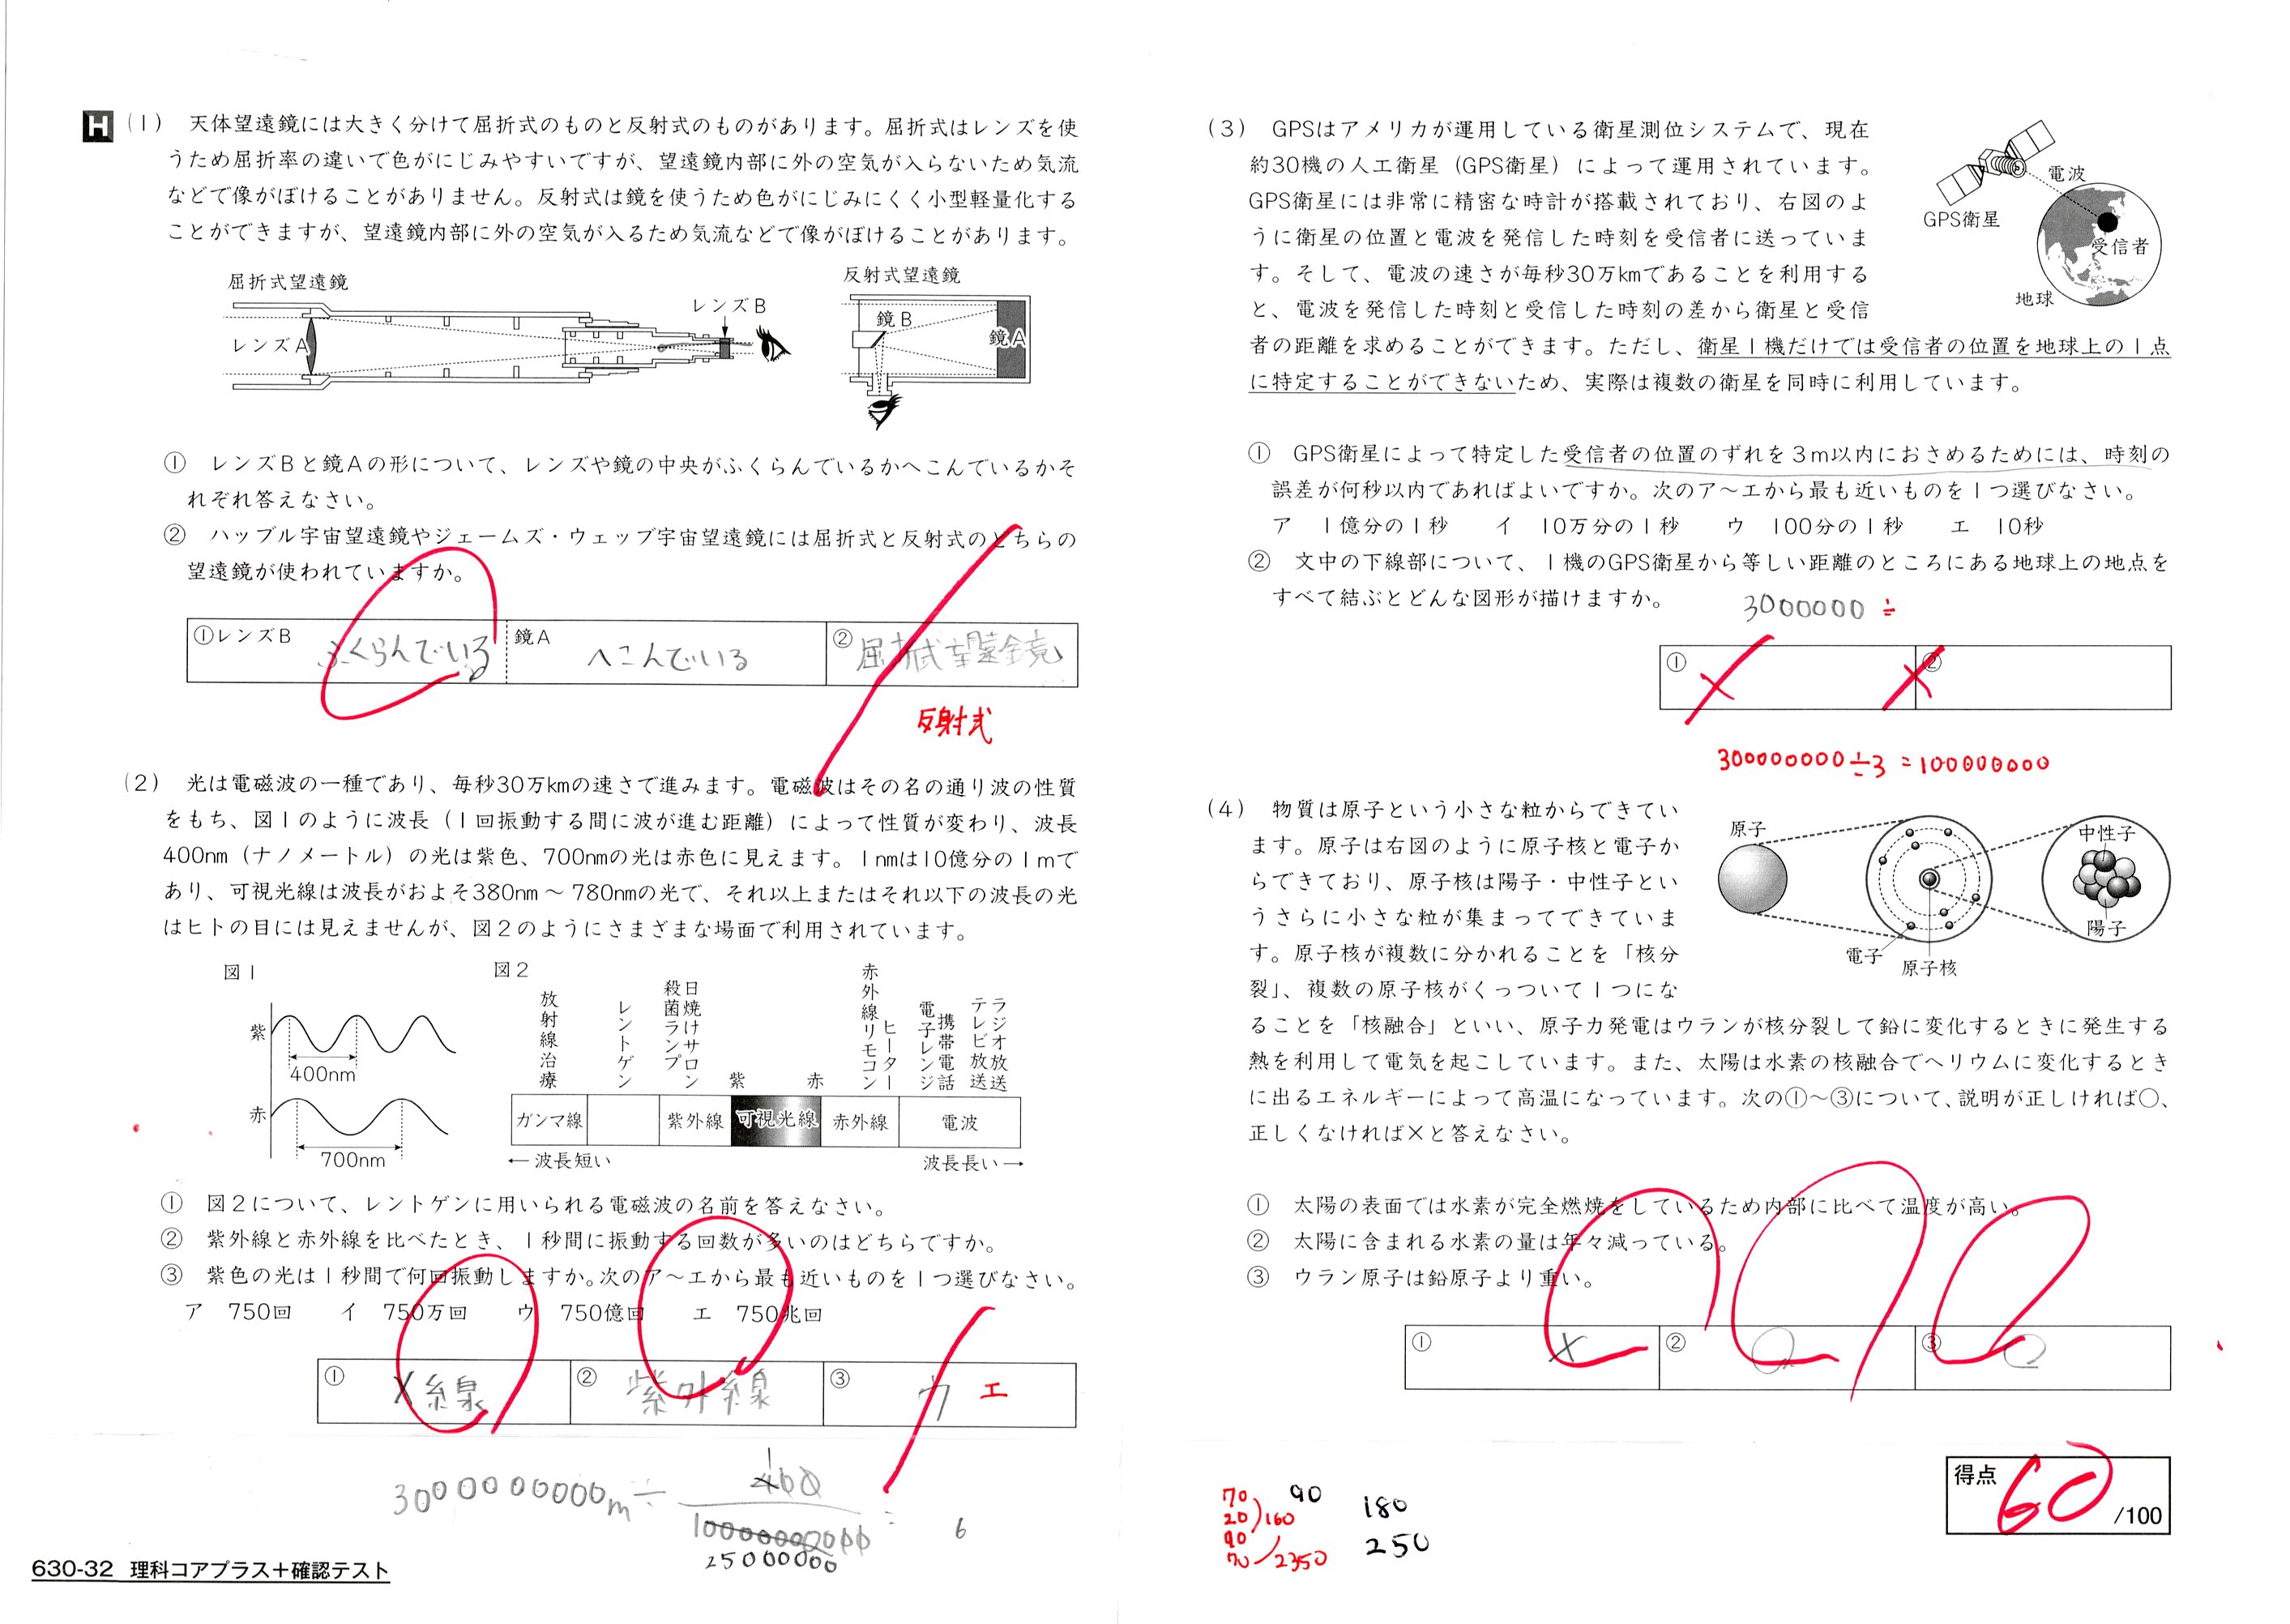 H (1) 天体望遠鏡には大きく分けて屈折式のものと反射式のものがあります。屈折式はレンズを使
うため屈折率の違いで色がにじみやすいですが、望遠鏡内部に外の空気が入らないため気流
などで像がぼけることがありません。反射式は鏡を使うため色がにじみにくく小型軽量化する
ことができますが、望遠鏡内部に外の空気が入るため気流などで像がぼけることがあります。
屈折式望遠鏡
レンズA
レンズB
反射式望遠鏡
鏡B
鏡A
① レンズBと鏡Aの形について、レンズや鏡の中央がふくらんでいるかへこんでいるかそ
れぞれ答えなさい。
② ハッブル宇宙望遠鏡やジェームズ・ウェッブ宇宙望遠鏡には屈折式と反射式のどちらの
望遠鏡が使われていますか。
①レンズB ふくらんでいる 鏡A へこんでいる ② 屈折式望遠鏡
反射式
(2) 光は電磁波の一種であり、毎秒30万kmの速さで進みます。電磁波はその名の通り波の性質
をもち、図1のように波長（1回振動する間に波が進む距離）によって性質が変わり、波長
400nm（ナノメートル）の光は紫色、700nmの光は赤色に見えます。1nmは10億分の1mで
あり、可視光線は波長がおよそ380nm～780nmの光で、それ以上またはそれ以下の波長の光
はヒトの目には見えませんが、図2のようにさまざまな場面で利用されています。
図1
紫
400nm
赤
700nm
図2
放射線治療
レントゲン
殺菌ランプ
日焼けサロン
紫
赤
赤外線リモコン
ヒーター
電子レンジ
携帯電話
テレビ放送
ラジオ放送
ガンマ線 紫外線 可視光線 赤外線 電波
←波長短い 波長長い→
① 図2について、レントゲンに用いられる電磁波の名前を答えなさい。
② 紫外線と赤外線を比べたとき、1秒間に振動する回数が多いのはどちらですか。
③ 紫色の光は1秒間で何回振動しますか。次のア～エから最も近いものを1つ選びなさい。
ア 750回 イ 750万回 ウ 750億回 エ 750兆回
① X線 ② 紫外線 ③ ウ エ
3000000000m÷
400
1
25000000
= 6
630-32 理科コアプラス＋確認テスト
(3) GPSはアメリカが運用している衛星測位システムで、現在
約30機の人工衛星（GPS衛星）によって運用されています。
GPS衛星には非常に精密な時計が搭載されており、右図のよ
うに衛星の位置と電波を発信した時刻を受信者に送っていま
す。そして、電波の速さが毎秒30万kmであることを利用する
と、電波を発信した時刻と受信した時刻の差から衛星と受信
者の距離を求めることができます。ただし、衛星1機だけでは受信者の位置を地球上の1点
に特定することができないため、実際は複数の衛星を同時に利用しています。
電波
GPS衛星
受信者
地球
① GPS衛星によって特定した受信者の位置のずれを3m以内におさめるためには、時刻の
誤差が何秒以内であればよいですか。次のア～エから最も近いものを1つ選びなさい。
ア 1億分の1秒 イ 10万分の1秒 ウ 100分の1秒 エ 10秒
② 文中の下線部について、1機のGPS衛星から等しい距離のところにある地球上の地点を
すべて結ぶとどんな図形が描けますか。
3000000÷
① ②
300000000÷3=100000000
(4) 物質は原子という小さな粒からできてい
ます。原子は右図のように原子核と電子か
らできており、原子核は陽子・中性子とい
うさらに小さな粒が集まってできていま
す。原子核が複数に分かれることを「核分
裂」、複数の原子核がくっついて1つにな
ることを「核融合」といい、原子力発電はウランが核分裂して鉛に変化するときに発生する
熱を利用して電気を起こしています。また、太陽は水素の核融合でヘリウムに変化するとき
に出るエネルギーによって高温になっています。次の①～③について、説明が正しければ○、
正しくなければ×と答えなさい。
原子
電子
原子核
中性子
陽子
① 太陽の表面では水素が完全燃焼をしているため内部に比べて温度が高い。
② 太陽に含まれる水素の量は年々減っている。
③ ウラン原子は鉛原子より重い。
① × ② ○ ③ ○
70 90 180
20 160
90 250
70 2350
得点 60 /100